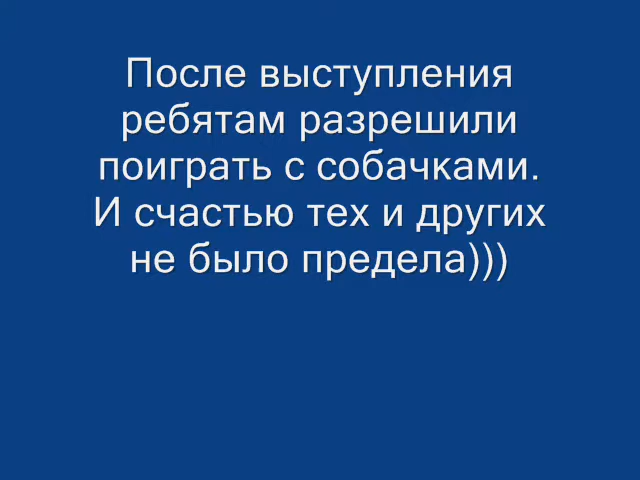 После выступления
ребятам разрешили
поиграть с собачками.
И счастью тех и других
не было предела)))